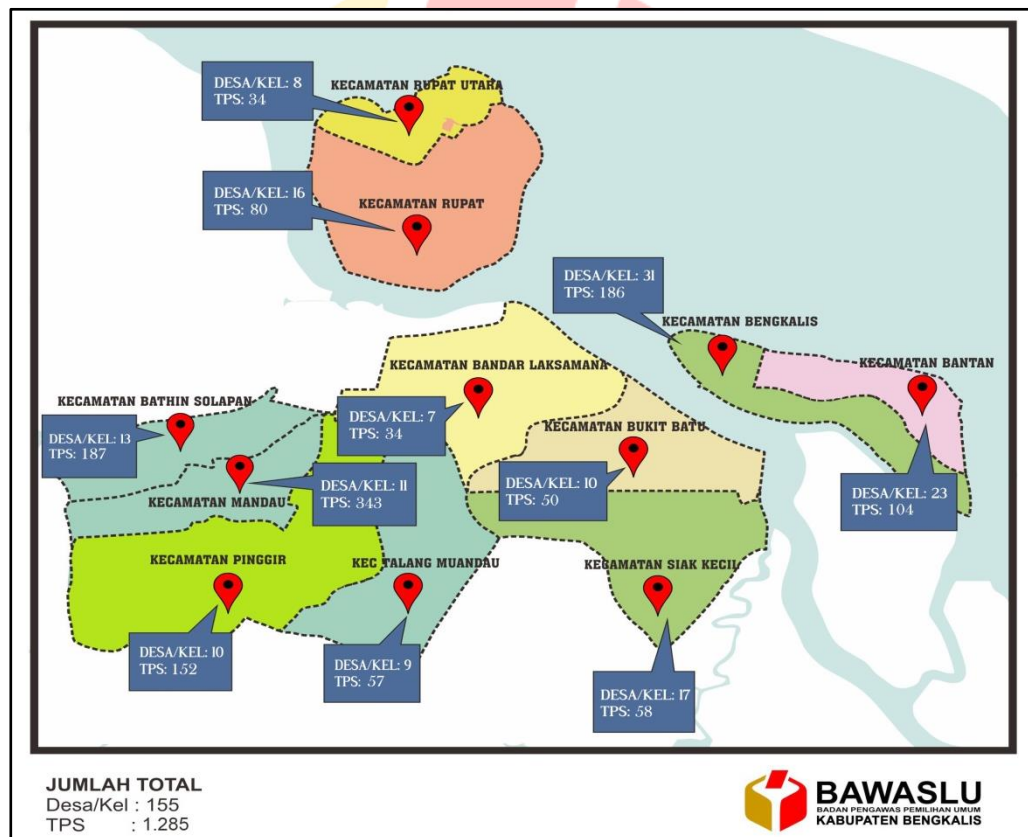 DESA/KEL: 8
TPS: 34
KECAMATAN RUPAT UTARA
DESA/KEL: 16
TPS: 80
KECAMATAN RUPAT
DESA/KEL: 31
TPS: 186
KECAMATAN BENGKALIS
KECAMATAN BANTAN
KECAMATAN BANDAR LAKSAMANA
KECAMATAN BATHIN SOLAPAN
DESA/KEL: 7
TPS: 34
KECAMATAN BUKIT BATU
DESA/KEL: 13
TPS: 187
DESA/KEL: 11
TPS: 343
DESA/KEL: 10
TPS: 50
DESA/KEL: 23
TPS: 104
KECAMATAN MANDAU
KECAMATAN PINGGIR
KEC TALANG MUANDAU
KECAMATAN SIAK KECIL
DESA/KEL: 10
TPS: 152
DESA/KEL: 9
TPS: 57
DESA/KEL: 17
TPS: 58
JUMLAH TOTAL
Desa/Kel : 155
TPS : 1.285
BAWASLU
BADAN PENGAWAS PEMILIHAN UMUM
KABUPATEN BENGKALIS